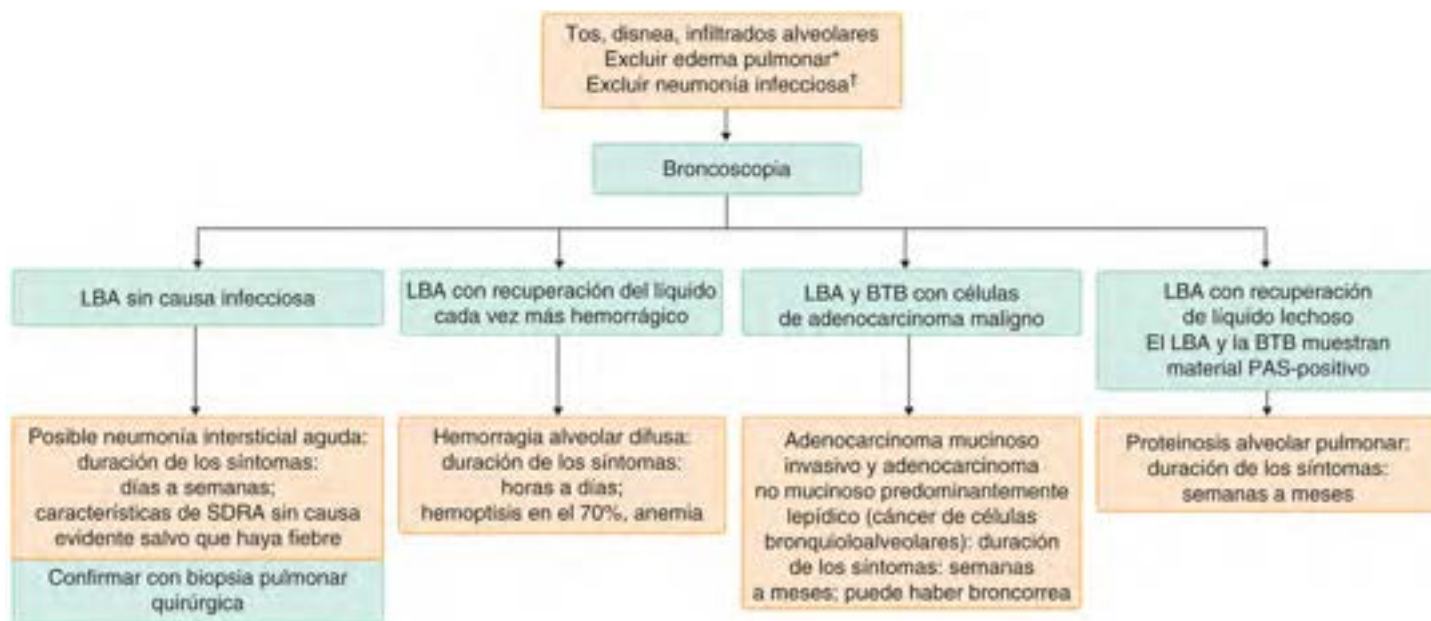 Tos, disnea, infiltrados alveolares
Excluir edema pulmonar*
Excluir neumonía infecciosa†
Broncoscopia
LBA sin causa infecciosa
LBA con recuperación del líquido
cada vez más hemorrágico
LBA y BTB con células
de adenocarcinoma maligno
LBA con recuperación
de líquido lechoso
El LBA y la BTB muestran
material PAS-positivo
Posible neumonía intersticial aguda:
duración de los síntomas:
días a semanas;
características de SDRA sin causa
evidente salvo que haya fiebre
Confirmar con biopsia pulmonar
quirúrgica
Hemorragia alveolar difusa:
duración de los síntomas:
horas a días;
hemoptisis en el 70%, anemia
Adenocarcinoma mucinoso
invasivo y adenocarcinoma
no mucinoso predominantemente
lepídico (cáncer de células
bronquioloalveolares): duración
de los síntomas: semanas
a meses; puede haber broncorrea
Proteinosis alveolar pulmonar:
duración de los síntomas:
semanas a meses